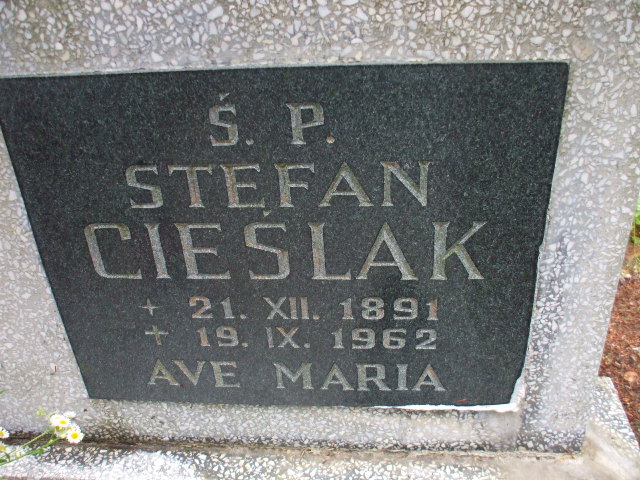 Ś. P.
STEFAN
CIEŚLAK
+ 21. XII. 1891
+ 19. IX. 1962
AVE MARIA